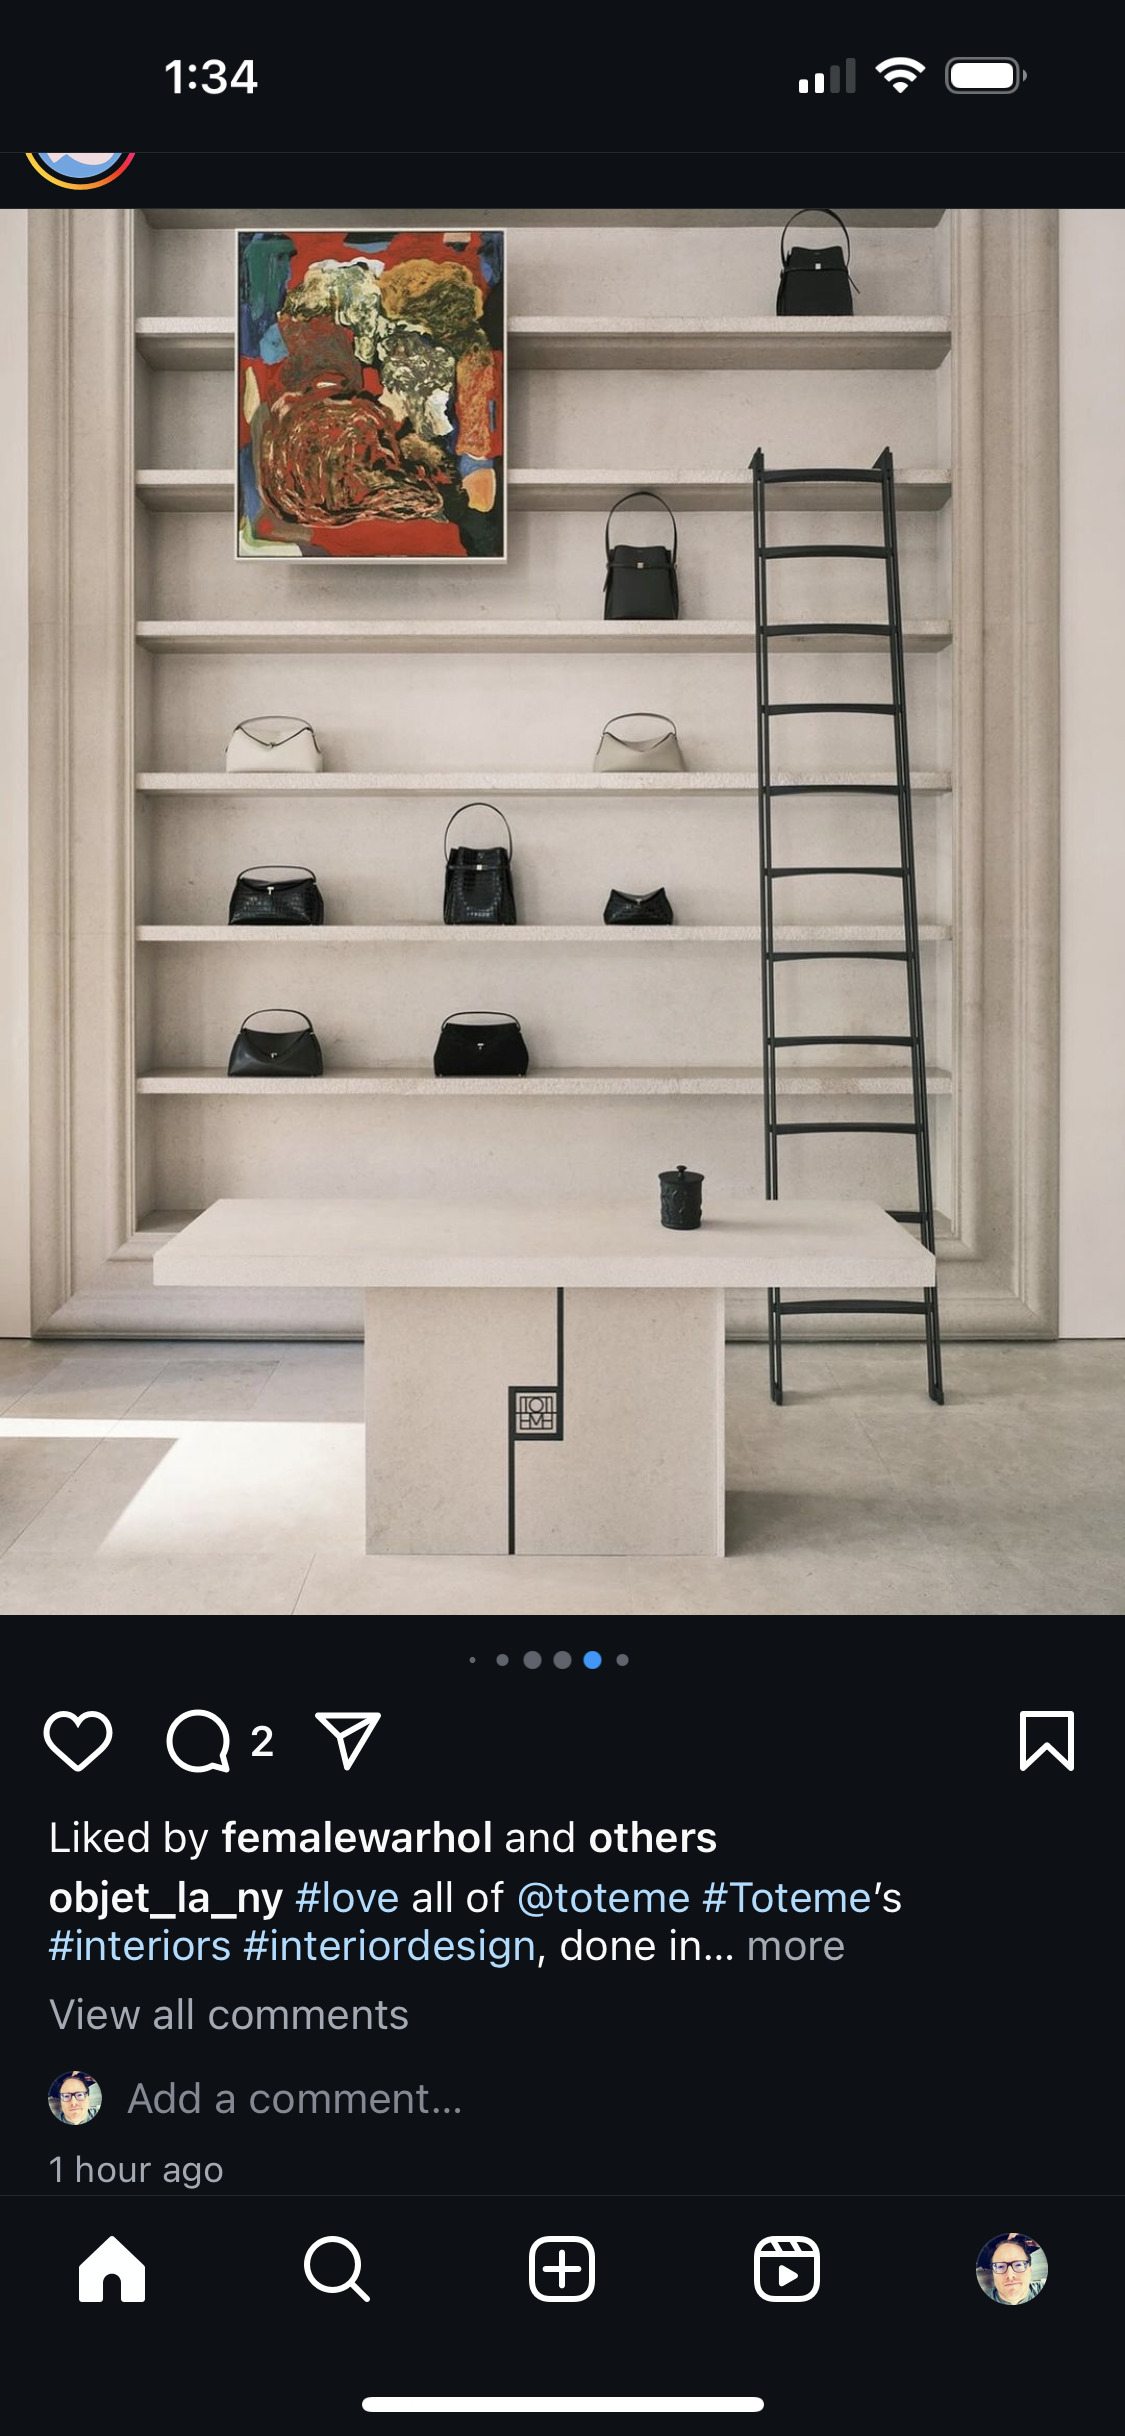 1:34
TOT
EME
2
Liked by femalewarhol and others
objet_la_ny #love all of @toteme #Toteme’s
#interiors #interiordesign, done in... more
View all comments
Add a comment...
1 hour ago